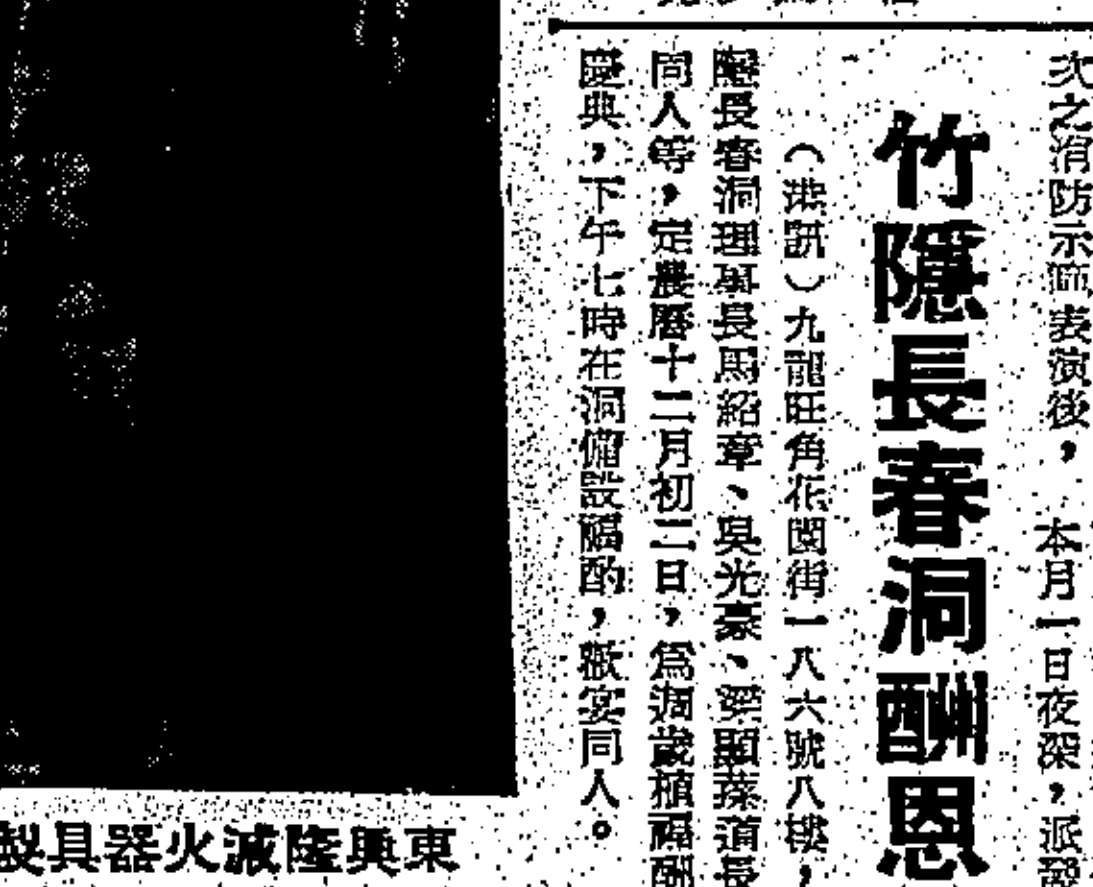 次之消防示範表演後，本月一日夜深，派
竹隱長春洞酬恩
（港訊）九龍旺角花園街一八六號八樓，
隱長春洞理事長馬紹章、吳光豪、梁顯蓀道長
同人等，定農曆十二月初二日，為週歲植福酬
慶典，下午七時在洞備設福酌，歡宴同人。
東興隆滅火器具製